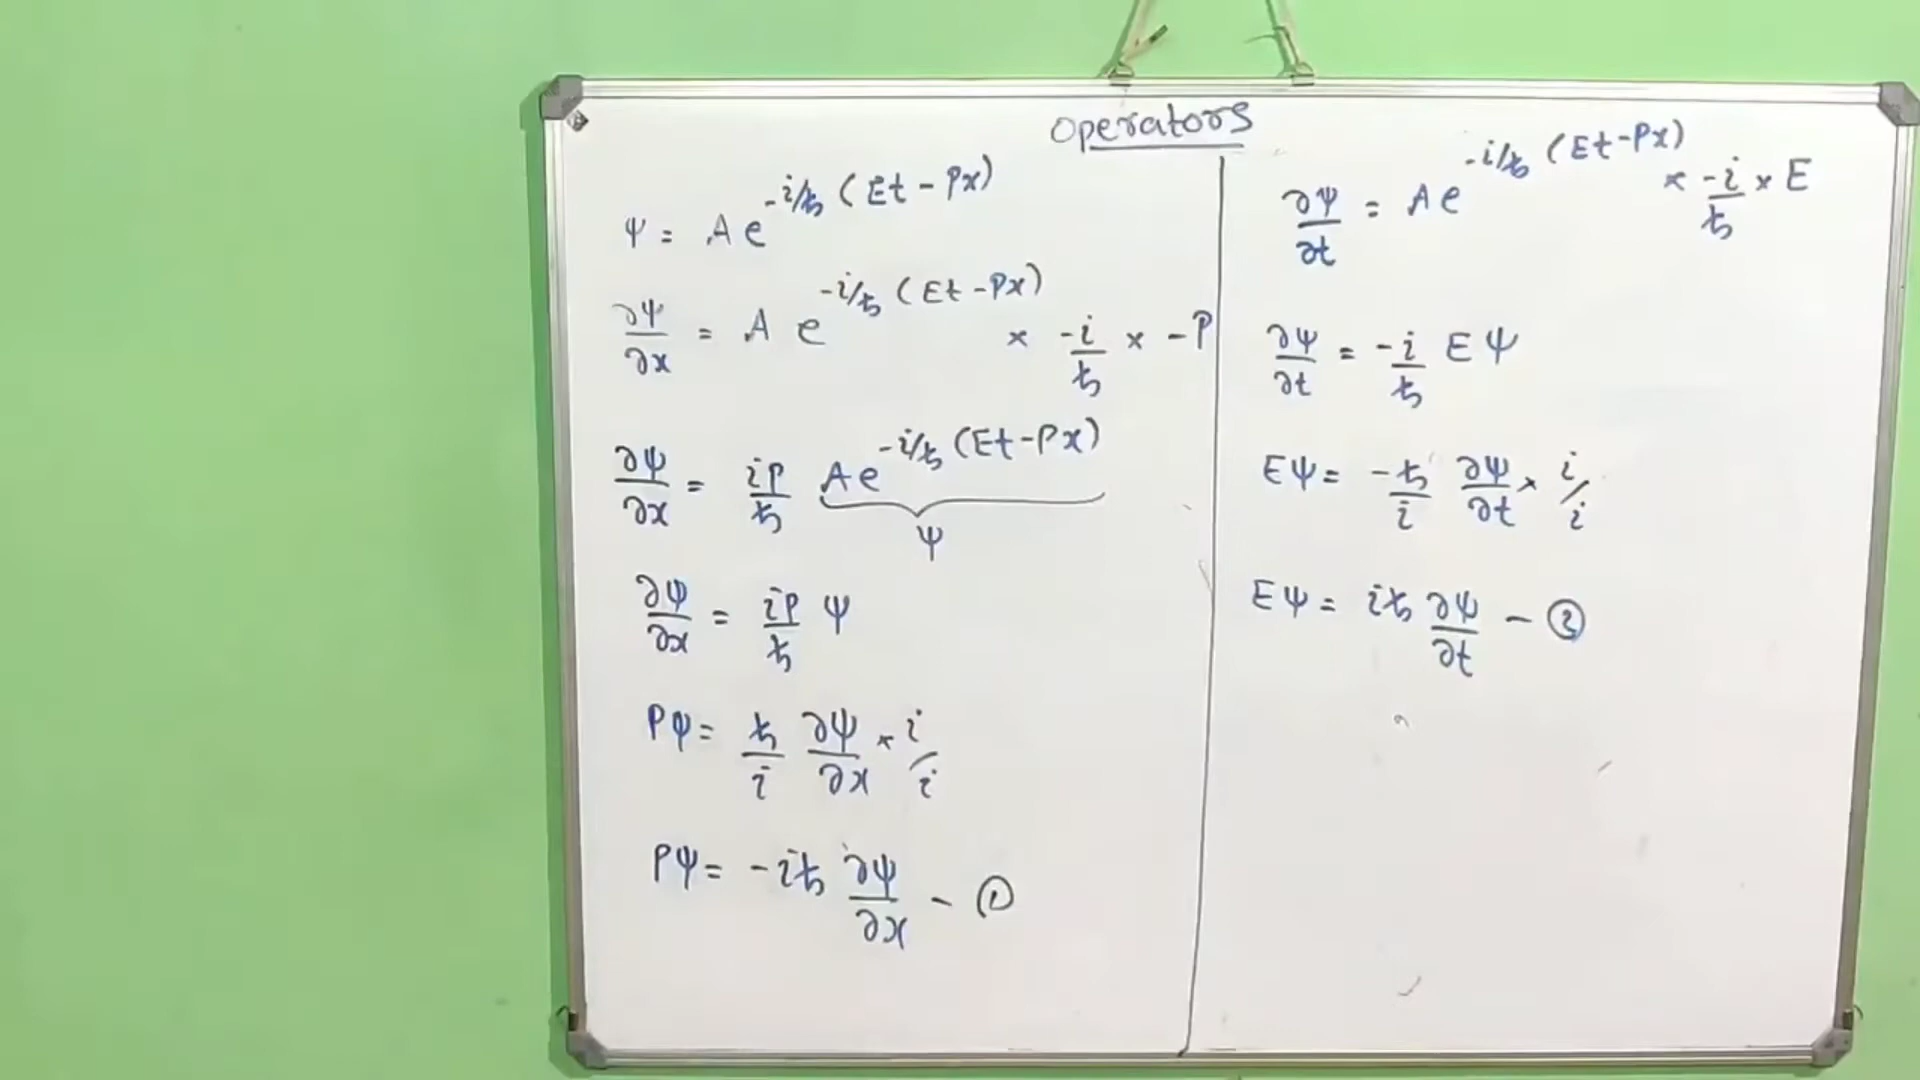 Operators
ψ = A e^{-i/ħ (Et - Px)}
∂ψ/∂x = A e^{-i/ħ (Et - Px)} × -i/ħ × -P
∂ψ/∂x = iP/ħ A e^{-i/ħ (Et - Px)}
ψ
∂ψ/∂x = iP/ħ ψ
Pψ = ħ/i ∂ψ/∂x × i/i
Pψ = -iħ ∂ψ/∂x - ①
∂ψ/∂t = A e^{-i/ħ (Et - Px)} × -i/ħ × E
∂ψ/∂t = -i/ħ E ψ
Eψ = -ħ/i ∂ψ/∂t × i/i
Eψ = iħ ∂ψ/∂t - ②